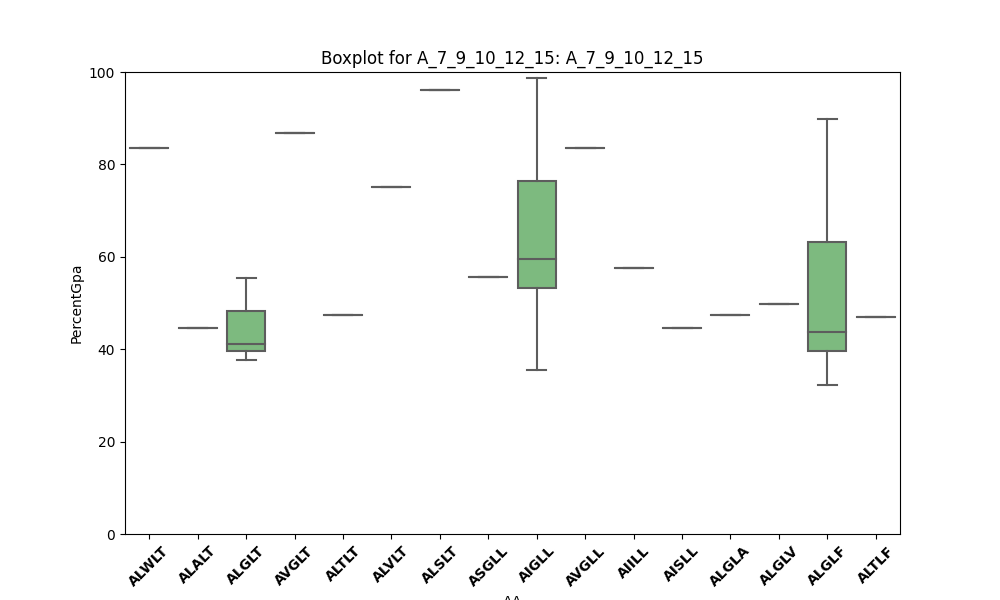 Boxplot for A_7_9_10_12_15: A_7_9_10_12_15
PercentGpa
100
80
60
40
20
0
ALWLT
ALALT
ALGLT
AVGLT
ALTLT
ALVLT
ALSLT
ASGLL
AIGLL
AVGLL
AIILL
AISLL
ALGLA
ALGLV
ALGLF
ALTLF